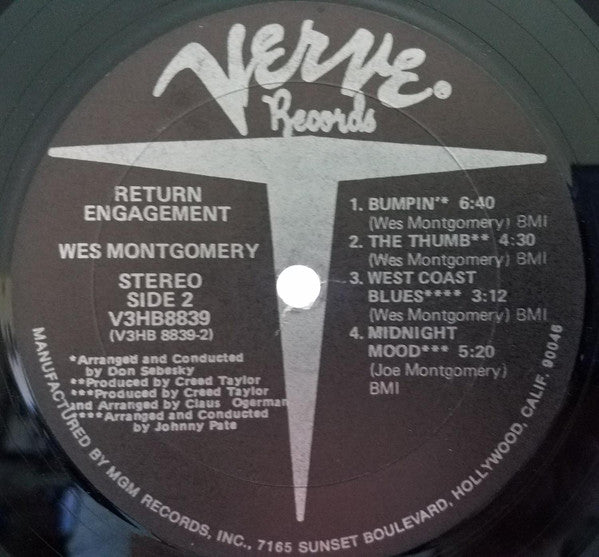 Verve.
Records
RETURN
ENGAGEMENT
WES MONTGOMERY
STEREO
SIDE 2
V3HB8839
(V3HB 8839-2)
*Arranged and Conducted
by Don Sebesky
**Produced by Creed Taylor
***Produced by Creed Taylor
and Arranged by Claus Ogerman
****Arranged and Conducted
by Johnny Pate
1. BUMPIN'* 6:40
(Wes Montgomery) BMI
2. THE THUMB** 4:30
(Wes Montgomery) BMI
3. WEST COAST
BLUES**** 3:12
(Wes Montgomery) BMI
4. MIDNIGHT
MOOD*** 5:20
(Joe Montgomery)
BMI
MANUFACTURED BY MGM RECORDS, INC., 7165 SUNSET BOULEVARD, HOLLYWOOD, CALIF. 90046